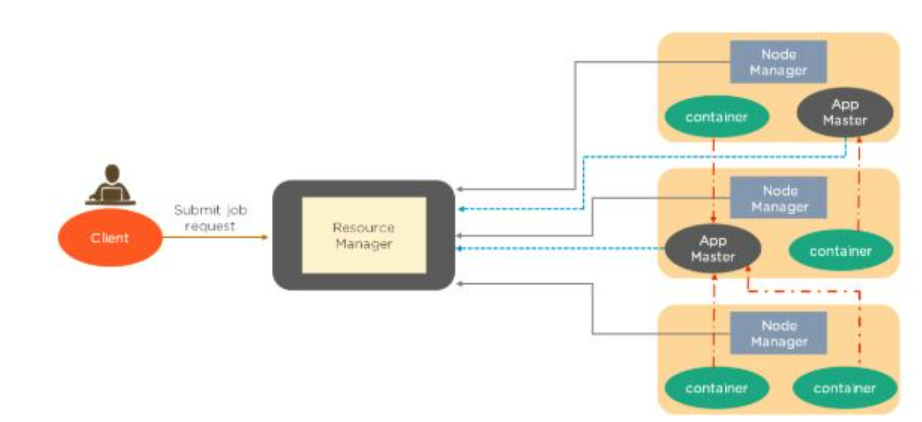 Node
Manager
container
App
Master
Submit job
request
Client
Resource
Manager
Node
Manager
App
Master
container
Node
Manager
container
container